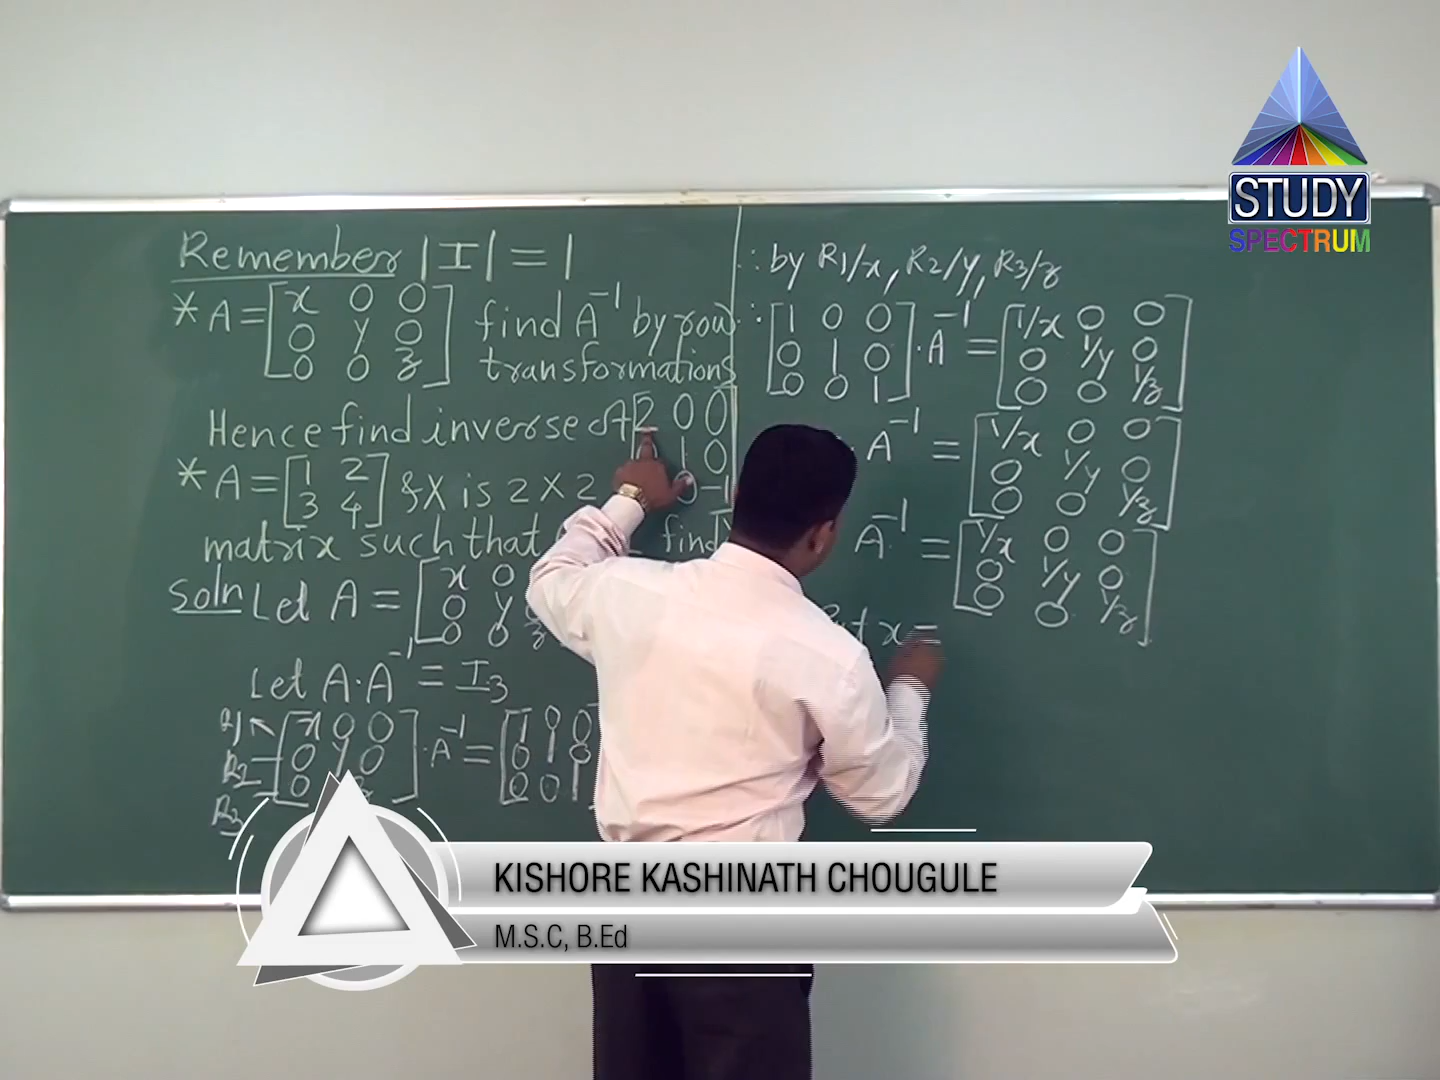 Remember |I| = 1
* A = [x 0 0
0 y 0
0 0 z] find A⁻¹ by row
transformations
Hence find inverse of [2 0 0
1 0
0 -1
* A = [1 2
3 4] & X is 2 X 2
matrix such that find
Soln Let A = [x 0
0 y
0 0 z
Let A·A⁻¹ = I₃
R1 [x 0 0
R2 0 y 0
R3 0 ] · A⁻¹ = [1 0 0
0 1 0
0 0 1
∴ by R1/x, R2/y, R3/z
∴ [1 0 0
0 1 0
0 0 1] · A⁻¹ = [1/x 0 0
0 1/y 0
0 0 1/z]
A⁻¹ = [1/x 0 0
0 1/y 0
0 0 1/z]
A⁻¹ = [1/x 0 0
0 1/y 0
0 0 1/z]
x =
STUDY
SPECTRUM
KISHORE KASHINATH CHOUGULE
M.S.C, B.Ed